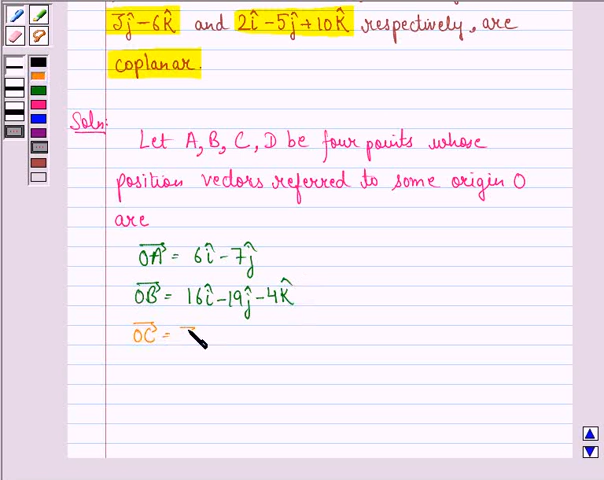 3ĵ-6k̂ and 2î-5ĵ+10k̂ respectively, are
coplanar.
Soln:
Let A, B, C, D be four points whose
position vectors referred to some origin O
are
OA⃗ = 6î-7ĵ
OB⃗ = 16î-19ĵ-4k̂
OC⃗ =